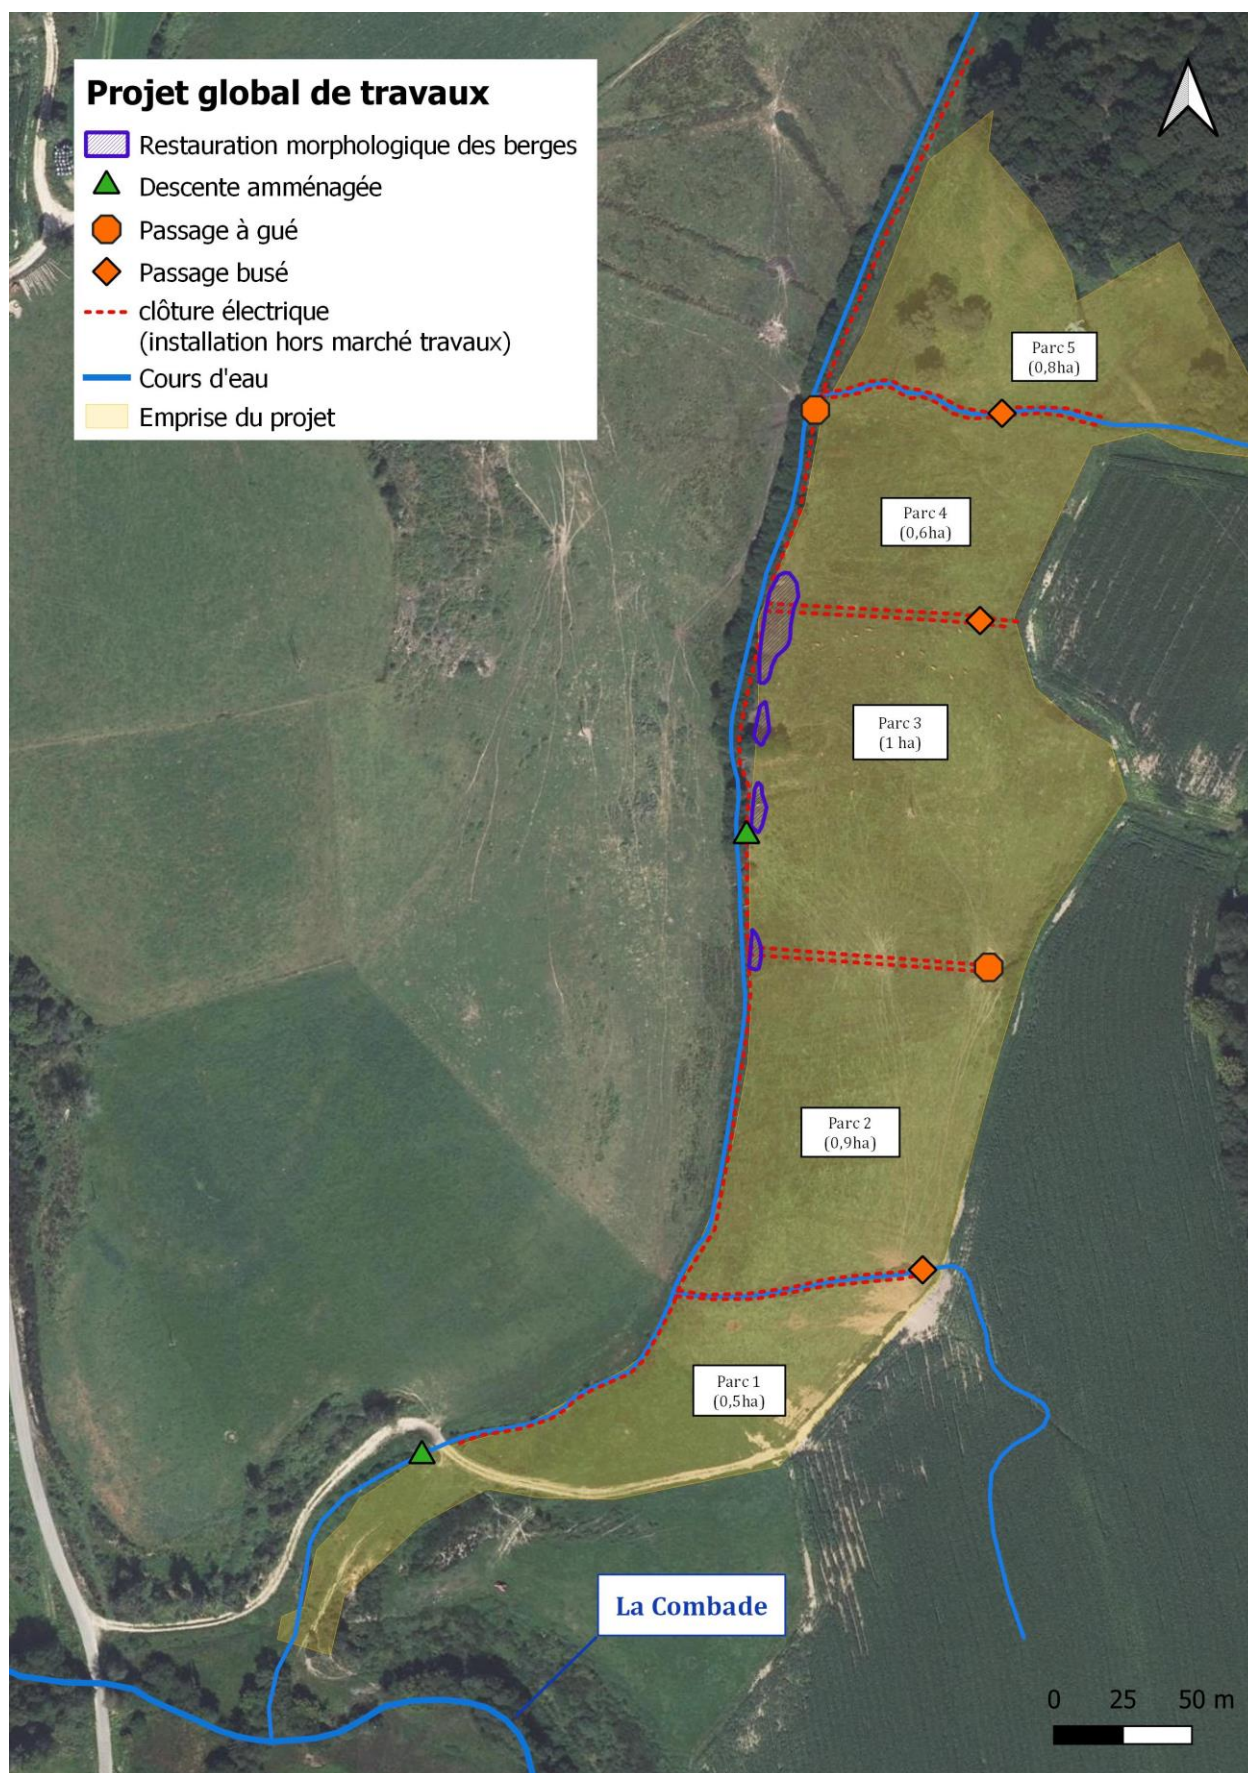 Projet global de travaux
Restauration morphologique des berges
Descente amménagée
Passage à gué
Passage busé
clôture électrique
(installation hors marché travaux)
Cours d'eau
Emprise du projet
Parc 5
(0,8ha)
Parc 4
(0,6ha)
Parc 3
(1 ha)
Parc 2
(0,9ha)
Parc 1
(0,5ha)
La Combade
0 25 50 m